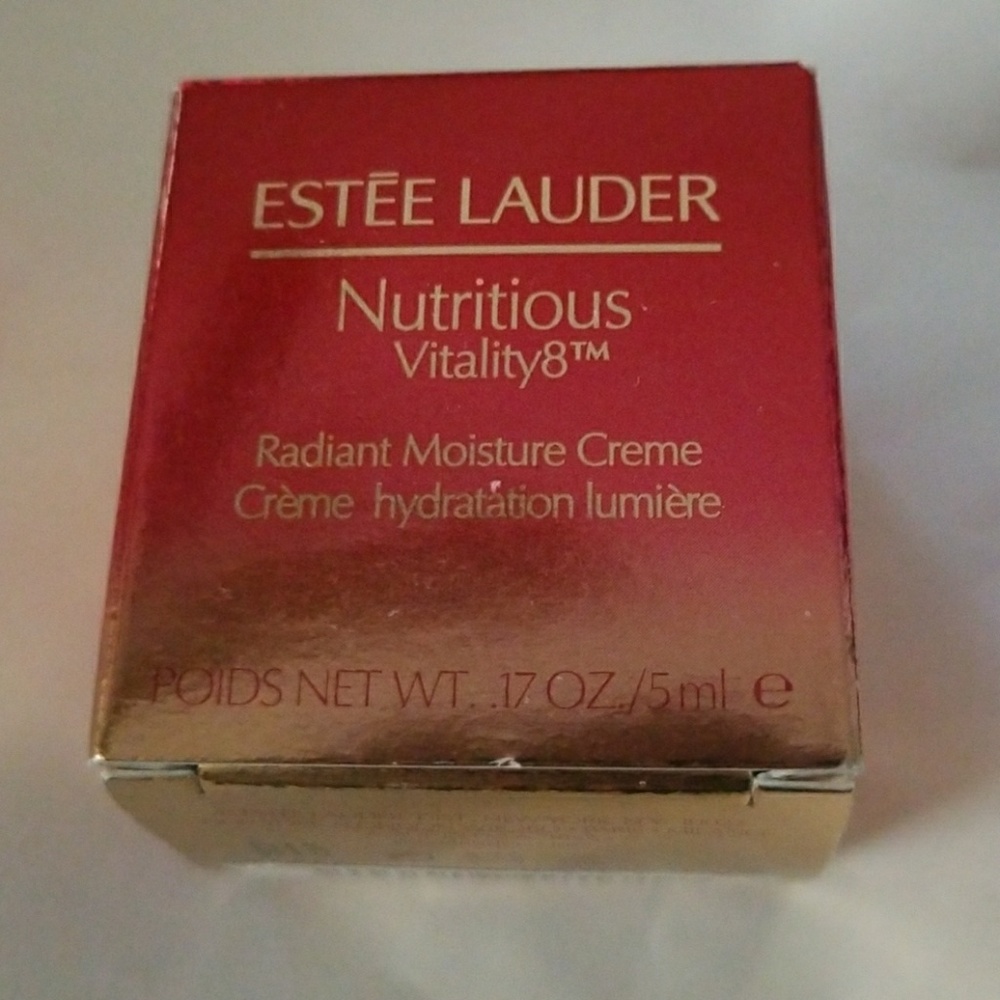 ESTĒE LAUDER
Nutritious
Vitality8™
Radiant Moisture Creme
Crème hydratation lumière
POIDS NET WT. .17 OZ./5 ml ℮